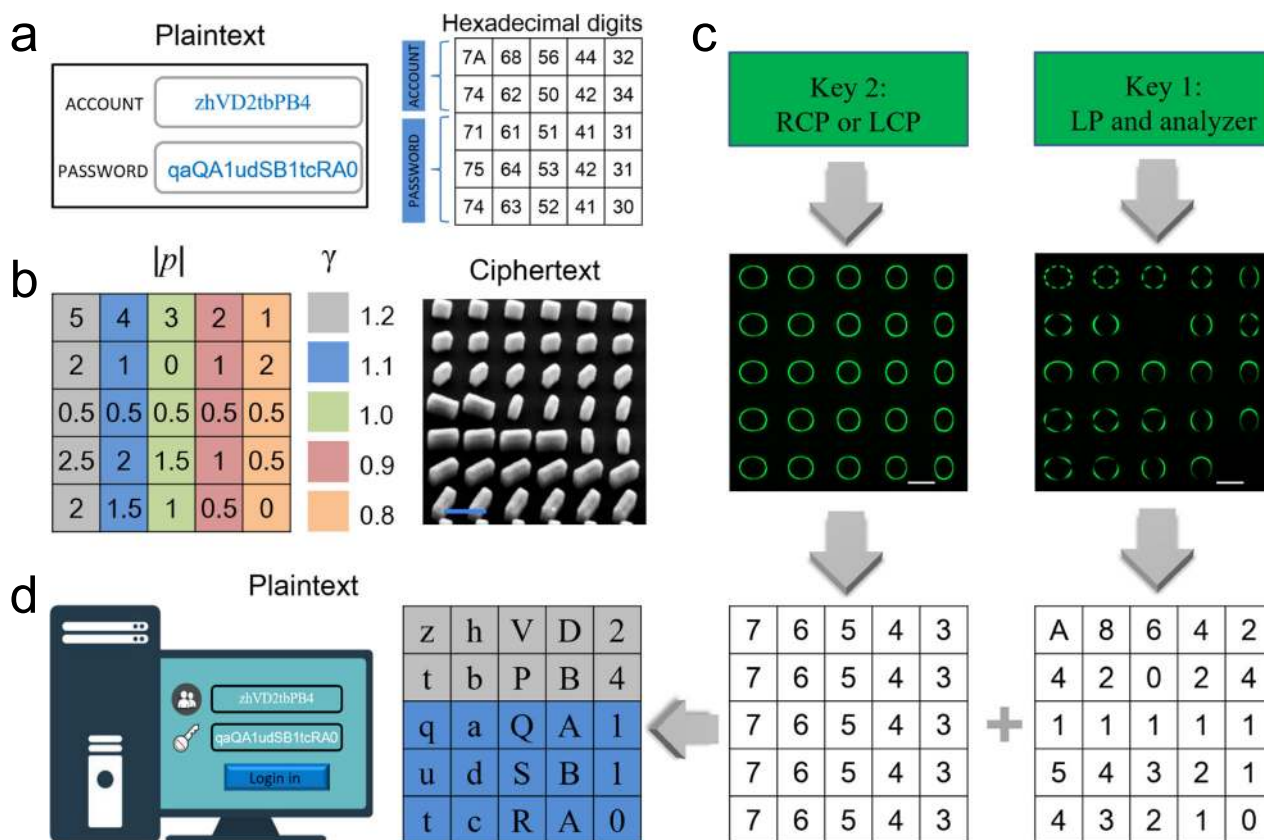 a
Plaintext
ACCOUNT
zhVD2tbPB4
PASSWORD
qaQA1udSB1tcRA0
Hexadecimal digits
ACCOUNT
PASSWORD
7A 68 56 44 32
74 62 50 42 34
71 61 51 41 31
75 64 53 42 31
74 63 52 41 30
b
|p|
5 4 3 2 1
2 1 0 1 2
0.5 0.5 0.5 0.5 0.5
2.5 2 1.5 1 0.5
2 1.5 1 0.5 0
γ
1.2
1.1
1.0
0.9
0.8
Ciphertext
c
Key 2:
RCP or LCP
Key 1:
LP and analyzer
7 6 5 4 3
7 6 5 4 3
7 6 5 4 3
7 6 5 4 3
7 6 5 4 3
+
A 8 6 4 2
4 2 0 2 4
1 1 1 1 1
5 4 3 2 1
4 3 2 1 0
d
Plaintext
zhVD2tbPB4
qaQA1udSB1tcRA0
Login in
z h V D 2
t b P B 4
q a Q A 1
u d S B 1
t c R A 0